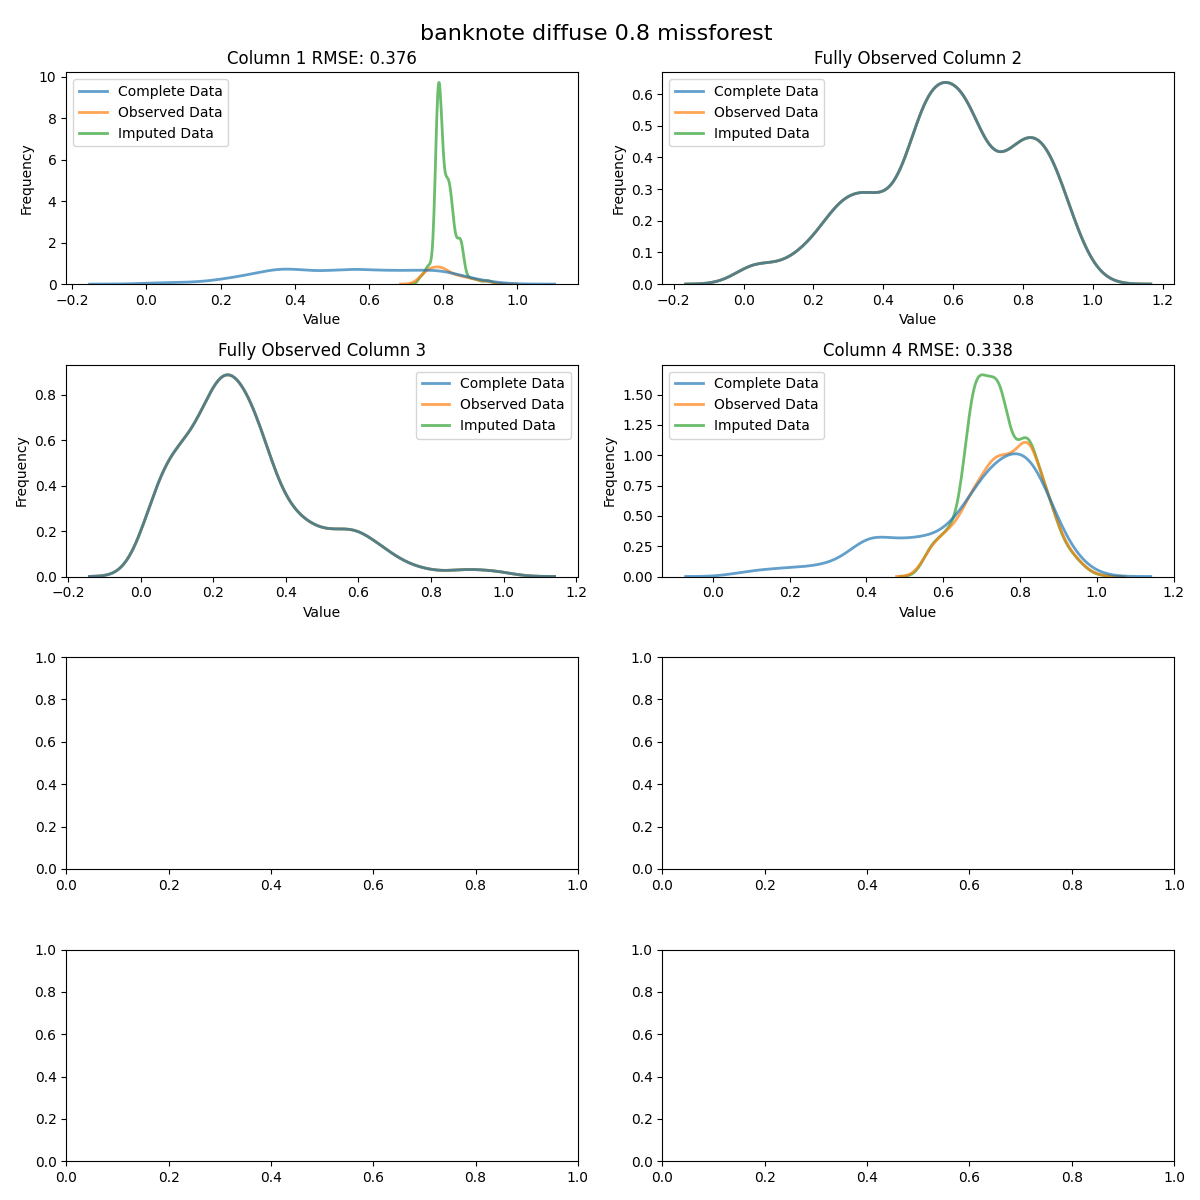 banknote diffuse 0.8 missforest
Column 1 RMSE: 0.376
Complete Data
Observed Data
Imputed Data
Frequency
10
8
6
4
2
0
−0.2 0.0 0.2 0.4 0.6 0.8 1.0
Value
Fully Observed Column 2
Complete Data
Observed Data
Imputed Data
Frequency
0.6
0.5
0.4
0.3
0.2
0.1
0.0
−0.2 0.0 0.2 0.4 0.6 0.8 1.0 1.2
Value
Fully Observed Column 3
Complete Data
Observed Data
Imputed Data
Frequency
0.8
0.6
0.4
0.2
0.0
−0.2 0.0 0.2 0.4 0.6 0.8 1.0 1.2
Value
Column 4 RMSE: 0.338
Complete Data
Observed Data
Imputed Data
Frequency
1.50
1.25
1.00
0.75
0.50
0.25
0.00
0.0 0.2 0.4 0.6 0.8 1.0 1.2
Value
1.0
0.8
0.6
0.4
0.2
0.0
0.0 0.2 0.4 0.6 0.8 1.0
1.0
0.8
0.6
0.4
0.2
0.0
0.0 0.2 0.4 0.6 0.8 1.0
1.0
0.8
0.6
0.4
0.2
0.0
0.0 0.2 0.4 0.6 0.8 1.0
1.0
0.8
0.6
0.4
0.2
0.0
0.0 0.2 0.4 0.6 0.8 1.0